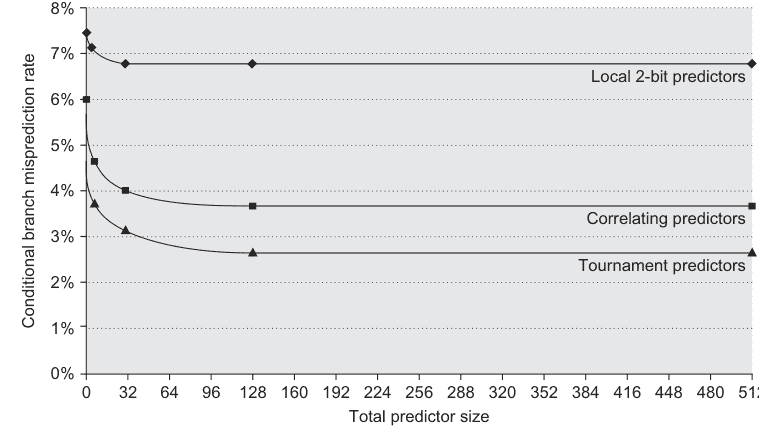 8%
7%
6%
5%
4%
3%
2%
1%
0%
Conditional branch misprediction rate
Local 2-bit predictors
Correlating predictors
Tournament predictors
0 32 64 96 128 160 192 224 256 288 320 352 384 416 448 480 512
Total predictor size